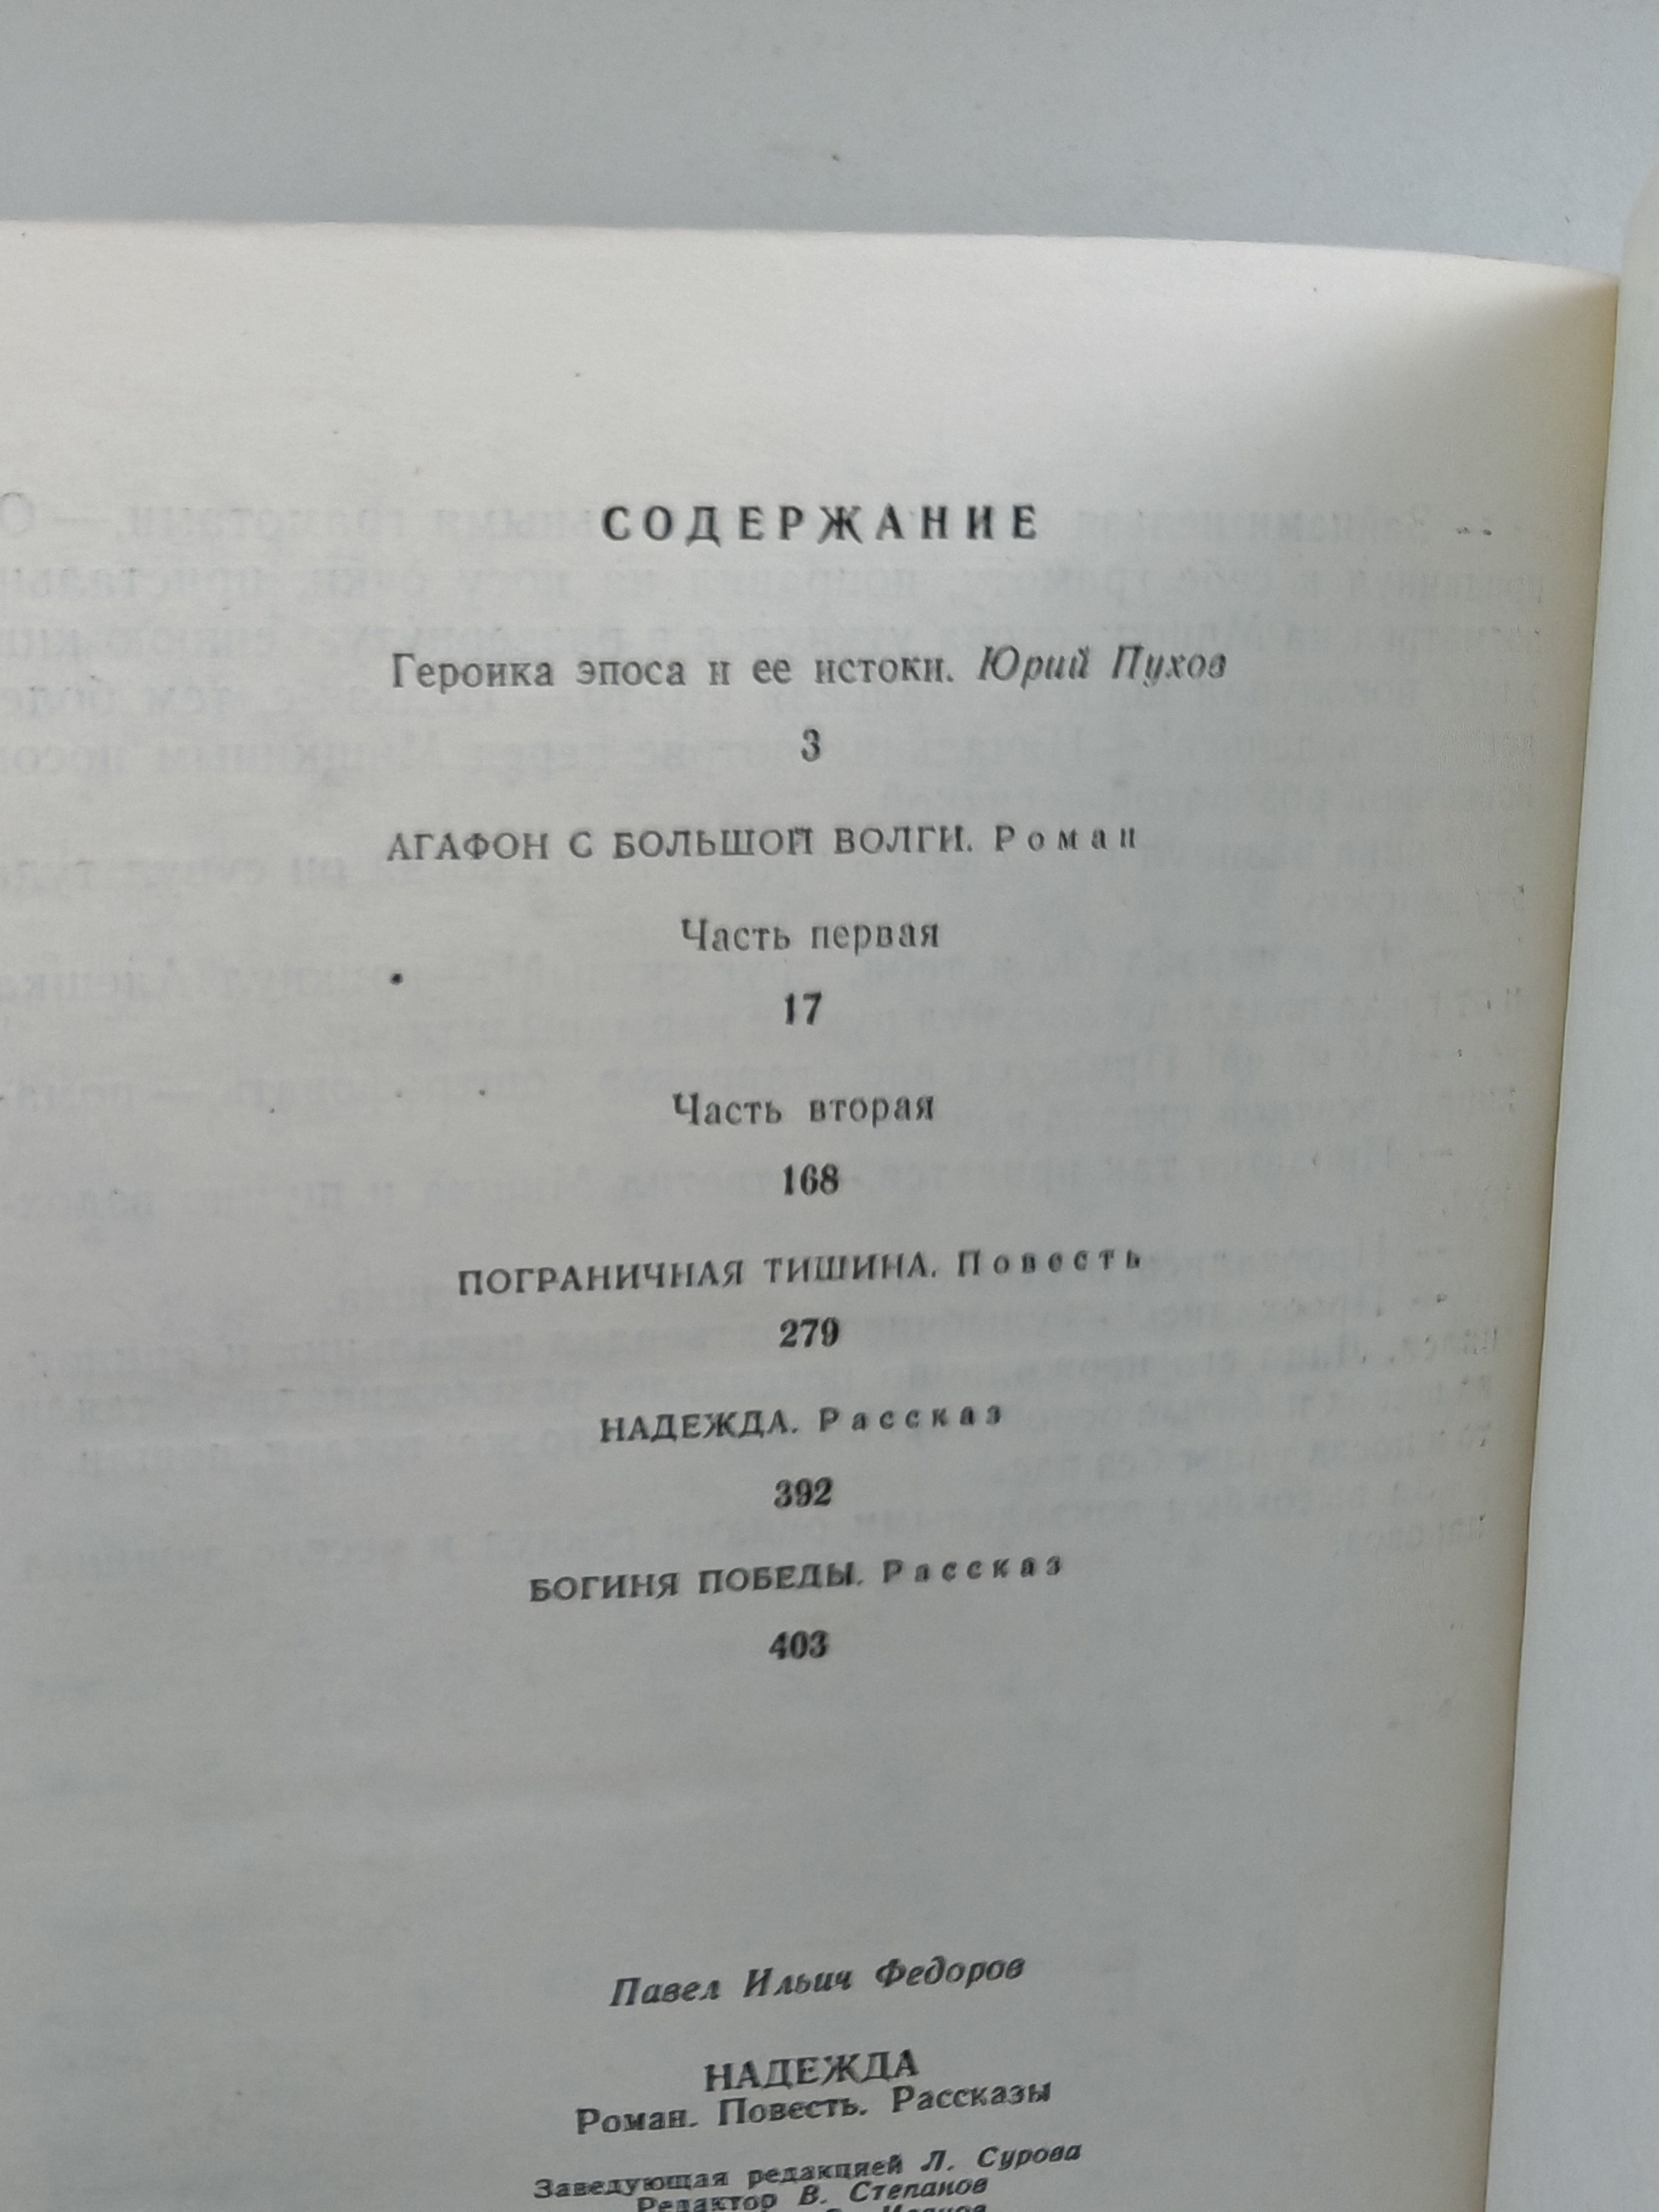 СОДЕРЖАНИЕ
Героика эпоса и ее истоки. Юрий Пухов
3
АГАФОН С БОЛЬШОЙ ВОЛГИ. Роман
Часть первая
17
Часть вторая
168
ПОГРАНИЧНАЯ ТИШИНА. Повесть
279
НАДЕЖДА. Рассказ
392
БОГИНЯ ПОБЕДЫ. Рассказ
403
Павел Ильич Федоров
НАДЕЖДА
Роман. Повесть. Рассказы
Заведующая редакцией Л. Сурова
Редактор В. Степанов